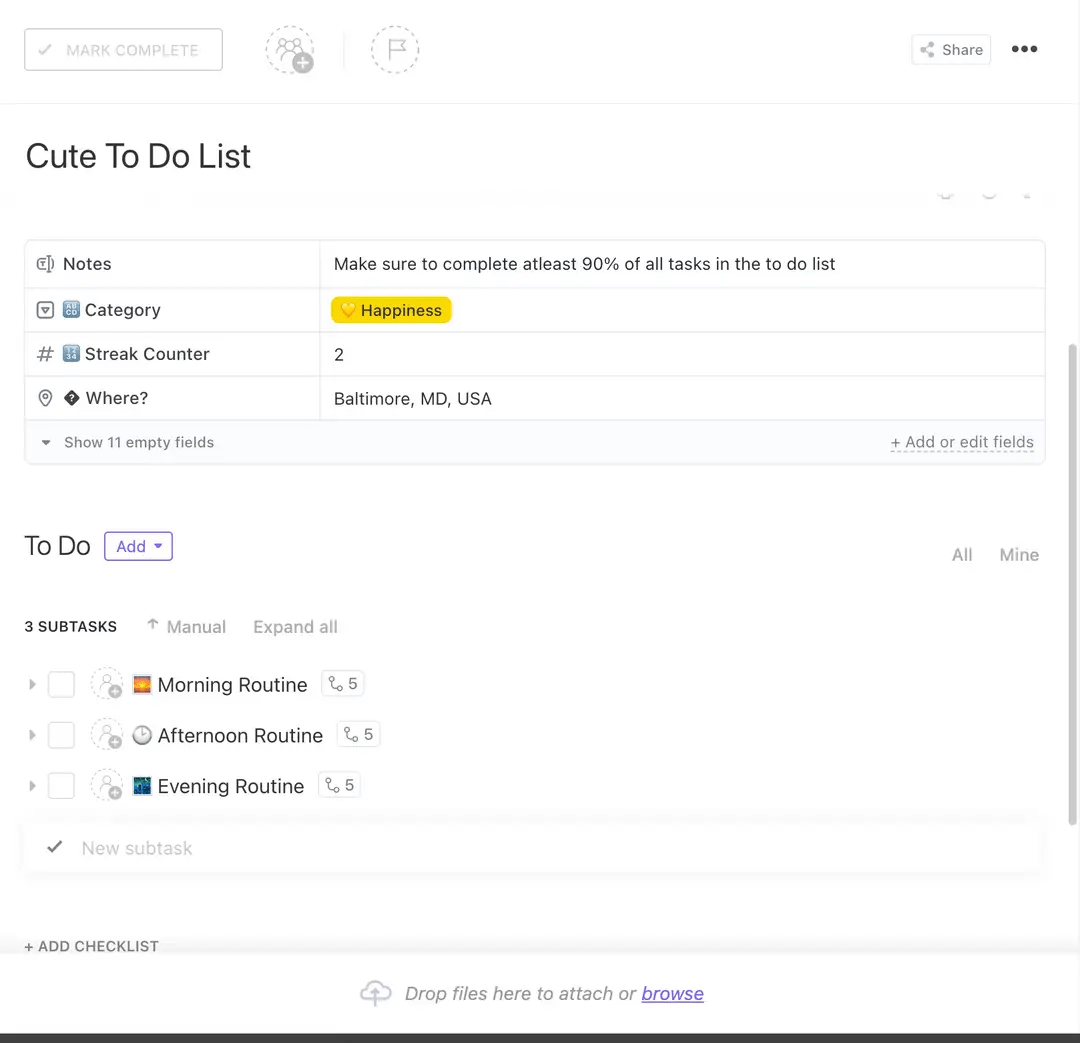 MARK COMPLETE
Share
Cute To Do List
Notes
Make sure to complete atleast 90% of all tasks in the to do list
Category
Happiness
Streak Counter
2
Where?
Baltimore, MD, USA
Show 11 empty fields
+ Add or edit fields
To Do
Add
All
Mine
3 SUBTASKS
Manual
Expand all
Morning Routine
5
Afternoon Routine
5
Evening Routine
5
New subtask
+ ADD CHECKLIST
Drop files here to attach or browse